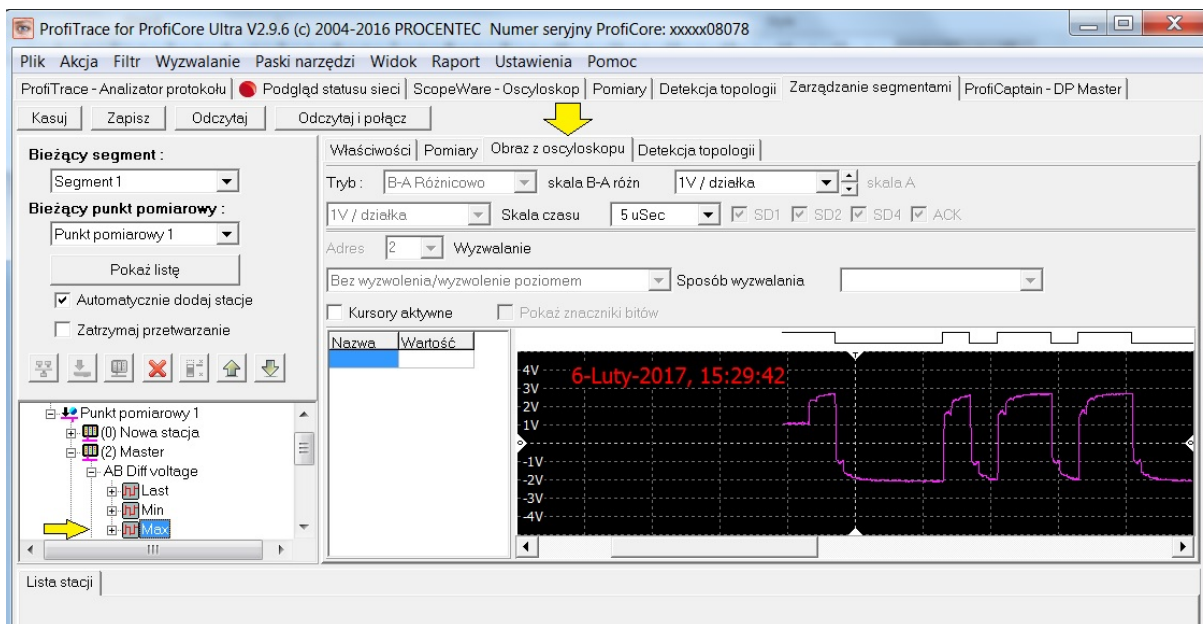 ProfiTrace for ProfiCore Ultra V2.9.6 (c) 2004-2016 PROCENTEC Numer seryjny ProfiCore: xxxxx08078
Plik Akcja Filtr Wyzwalanie Paski narzędzi Widok Raport Ustawienia Pomoc
ProfiTrace - Analizator protokołu Podgląd statusu sieci ScopeWare - Oscyloskop Pomiary Detekcja topologii Zarządzanie segmentami ProfiCaptain - DP Master
Kasuj Zapisz Odczytaj Odczytaj i połącz
Bieżący segment :
Segment 1
Bieżący punkt pomiarowy :
Punkt pomiarowy 1
Pokaż listę
Automatycznie dodaj stacje
Zatrzymaj przetwarzanie
Punkt pomiarowy 1
(0) Nowa stacja
(2) Master
AB Diff voltage
Last
Min
Max
Właściwości Pomiary Obraz z oscyloskopu Detekcja topologii
Tryb : B-A Różnicowo skala B-A różn 1V / działka skala A
1V / działka Skala czasu 5 uSec SD1 SD2 SD4 ACK
Adres 2 Wyzwalanie
Bez wyzwolenia/wyzwolenie poziomem Sposób wyzwalania
Kursory aktywne Pokaż znaczniki bitów
Nazwa Wartość
6-Luty-2017, 15:29:42
4V
3V
2V
1V
-1V
-2V
-3V
-4V
Lista stacji